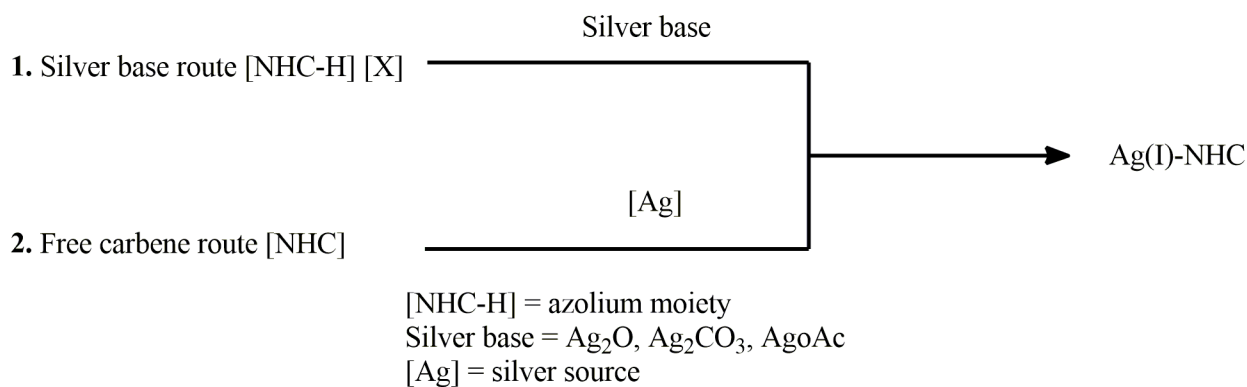 Silver base
1. Silver base route [NHC-H] [X]
Ag(I)-NHC
[Ag]
2. Free carbene route [NHC]
[NHC-H] = azolium moiety
Silver base = Ag₂O, Ag₂CO₃, AgoAc
[Ag] = silver source